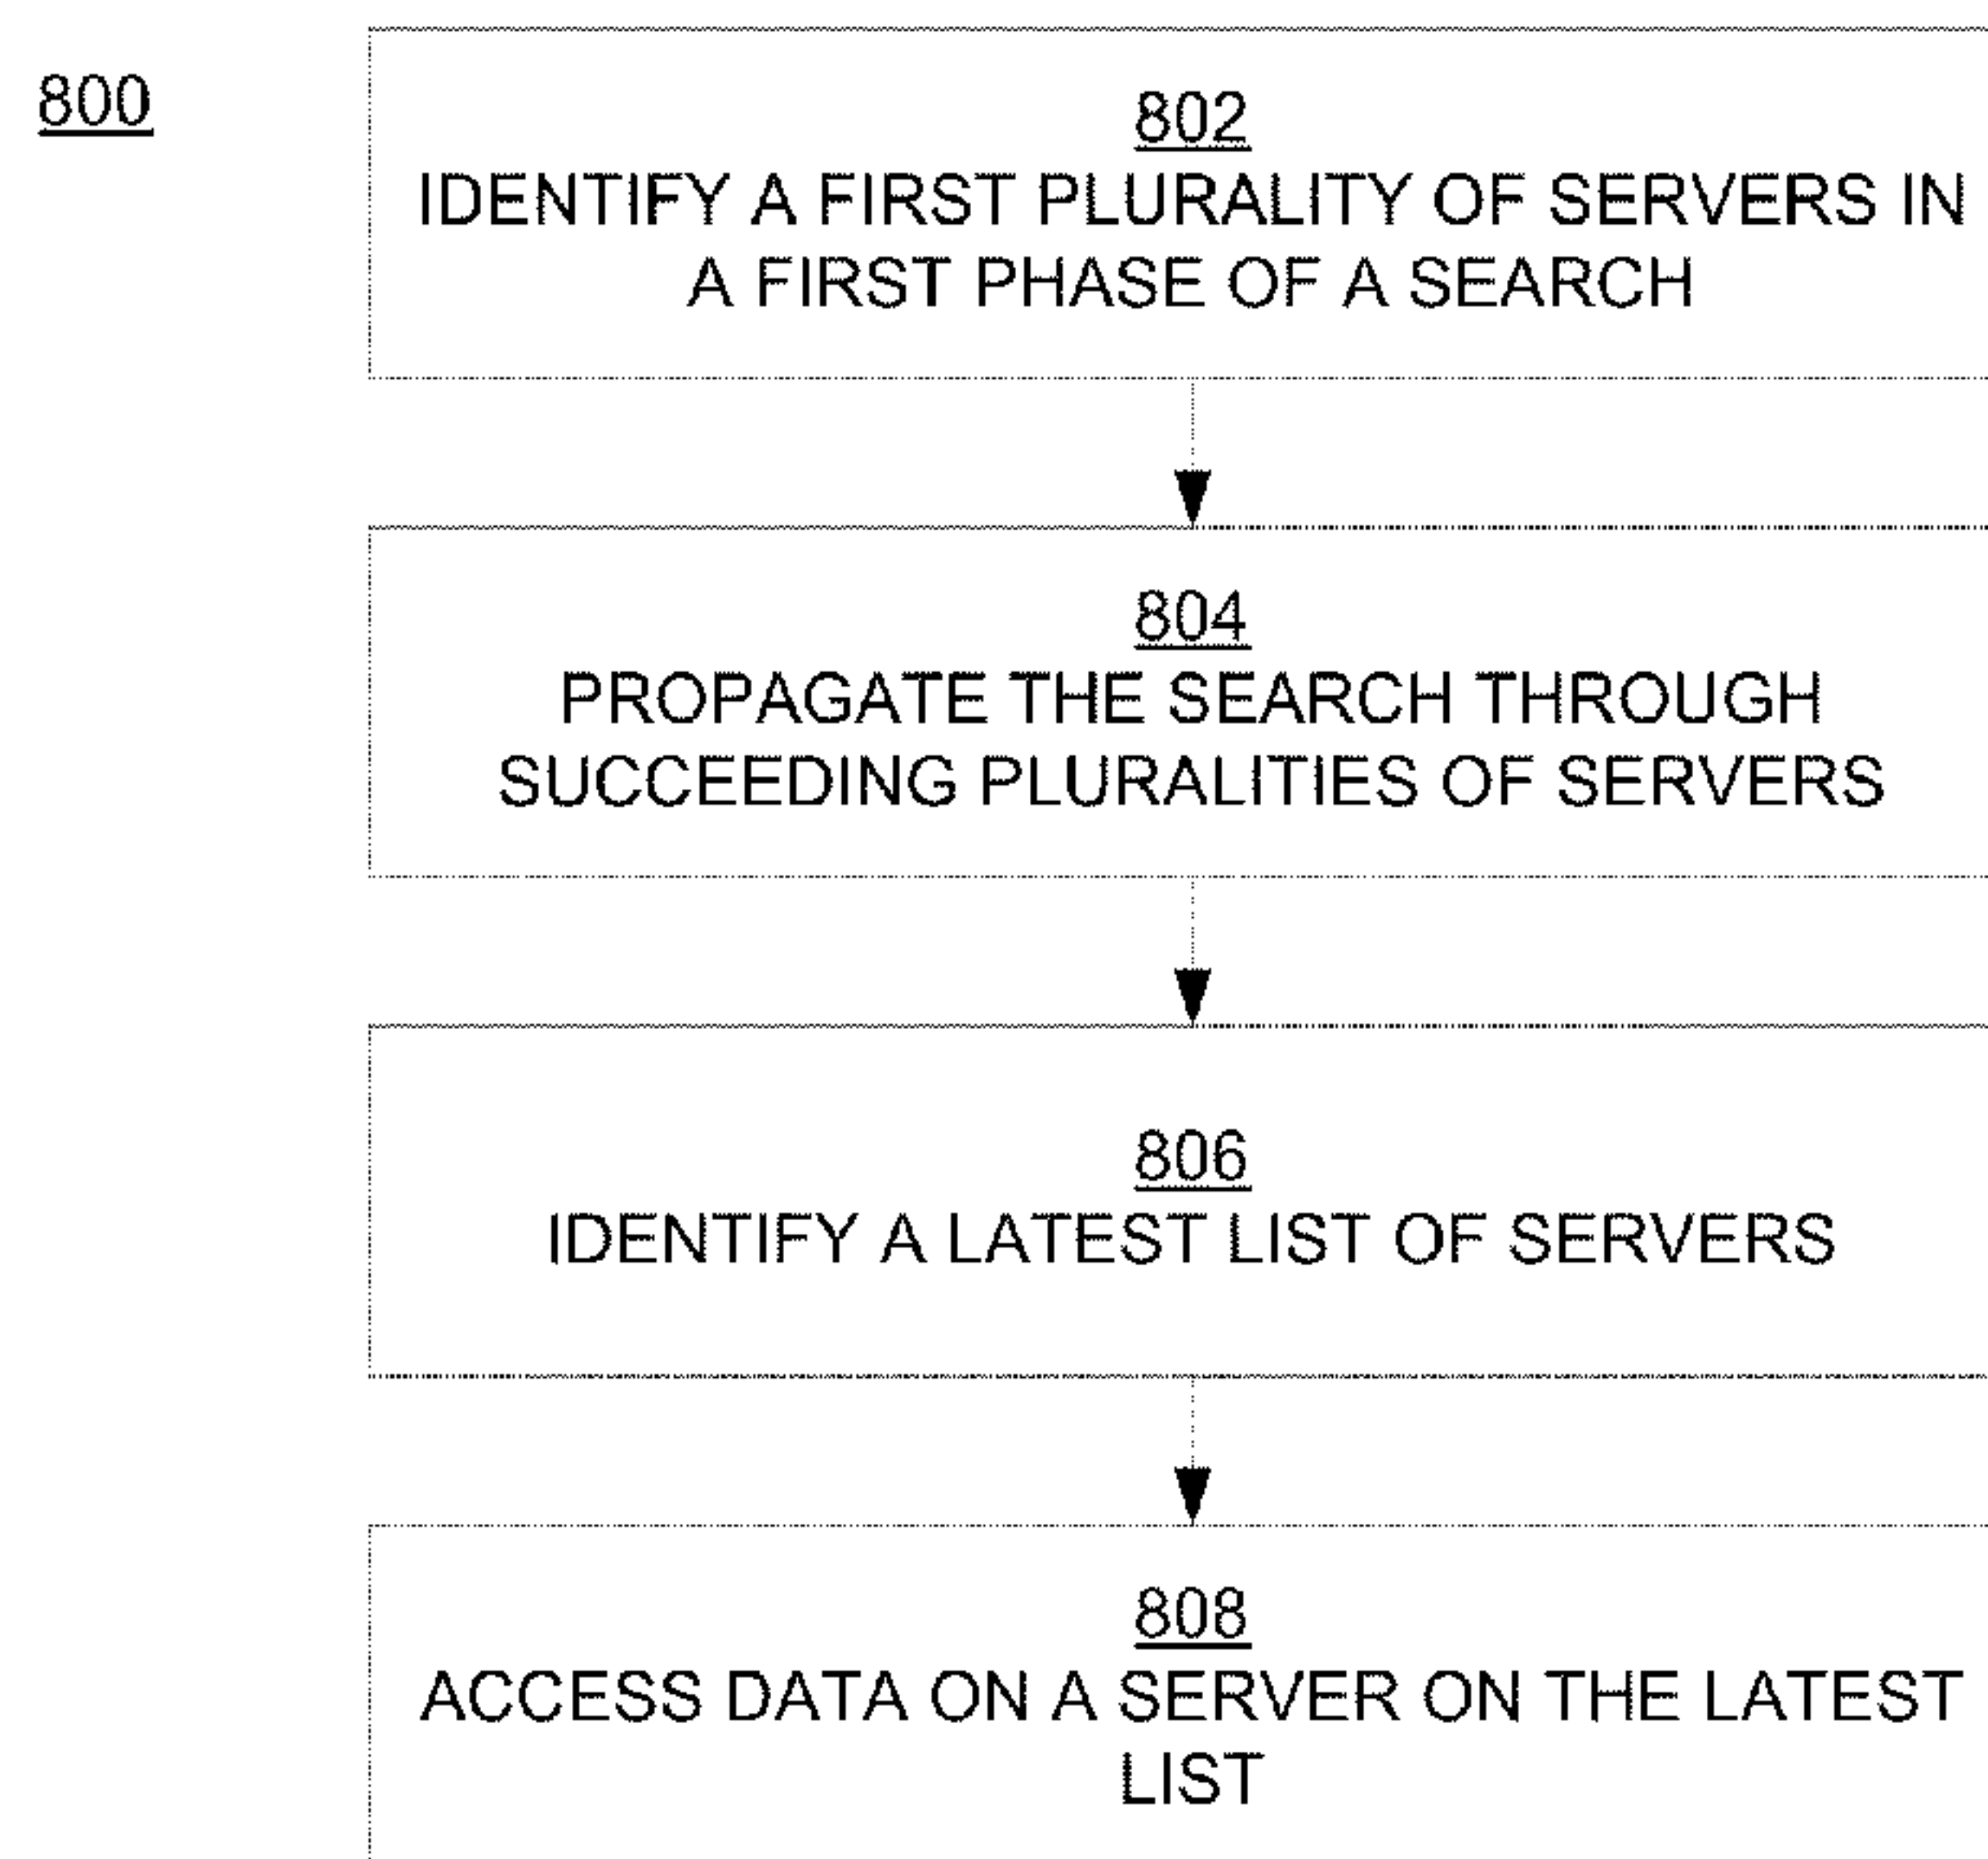 800
802
IDENTIFY A FIRST PLURALITY OF SERVERS IN
A FIRST PHASE OF A SEARCH
804
PROPAGATE THE SEARCH THROUGH
SUCCEEDING PLURALITIES OF SERVERS
806
IDENTIFY A LATEST LIST OF SERVERS
808
ACCESS DATA ON A SERVER ON THE LATEST
LIST